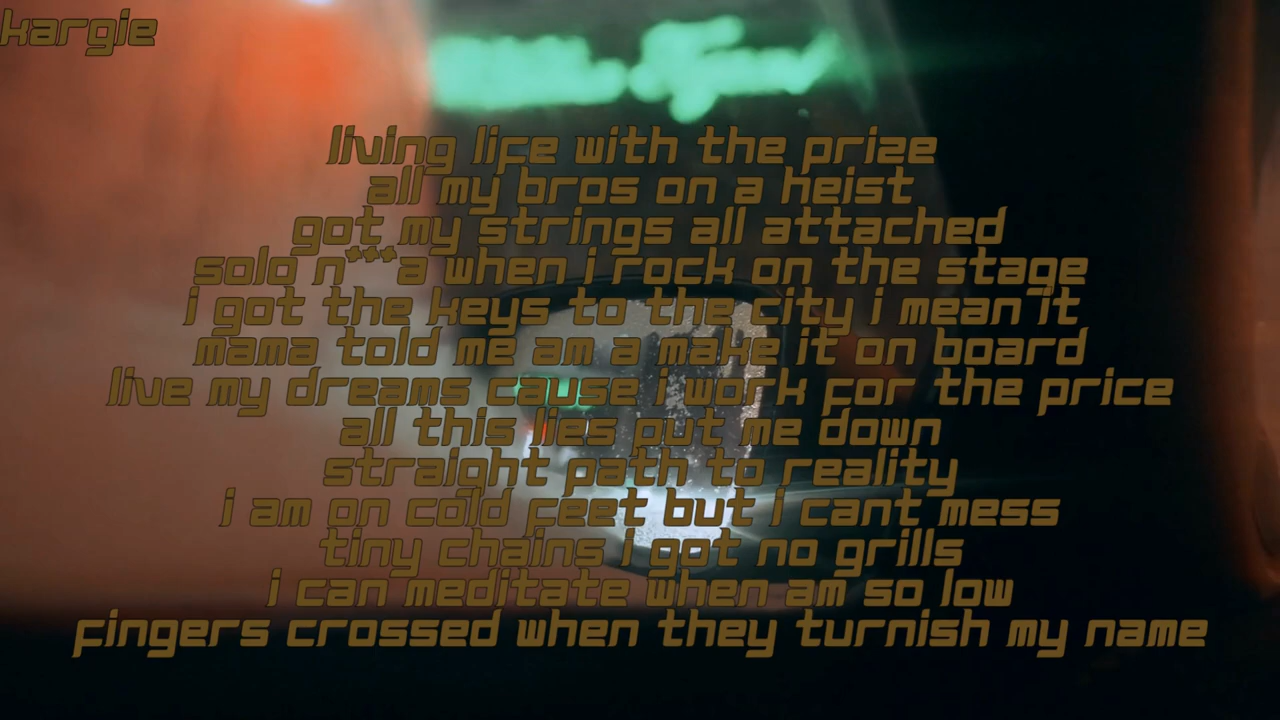 kargie
living life with the prize
all my bros on a heist
got my strings all attached
solo n***a when i rock on the stage
i got the keys to the city i mean it
mama told me am a make it on board
live my dreams cause i work for the price
all this lies put me down
straight path to reality
i am on cold feet but i cant mess
tiny chains i got no grills
i can meditate when am so low
fingers crossed when they turnish my name